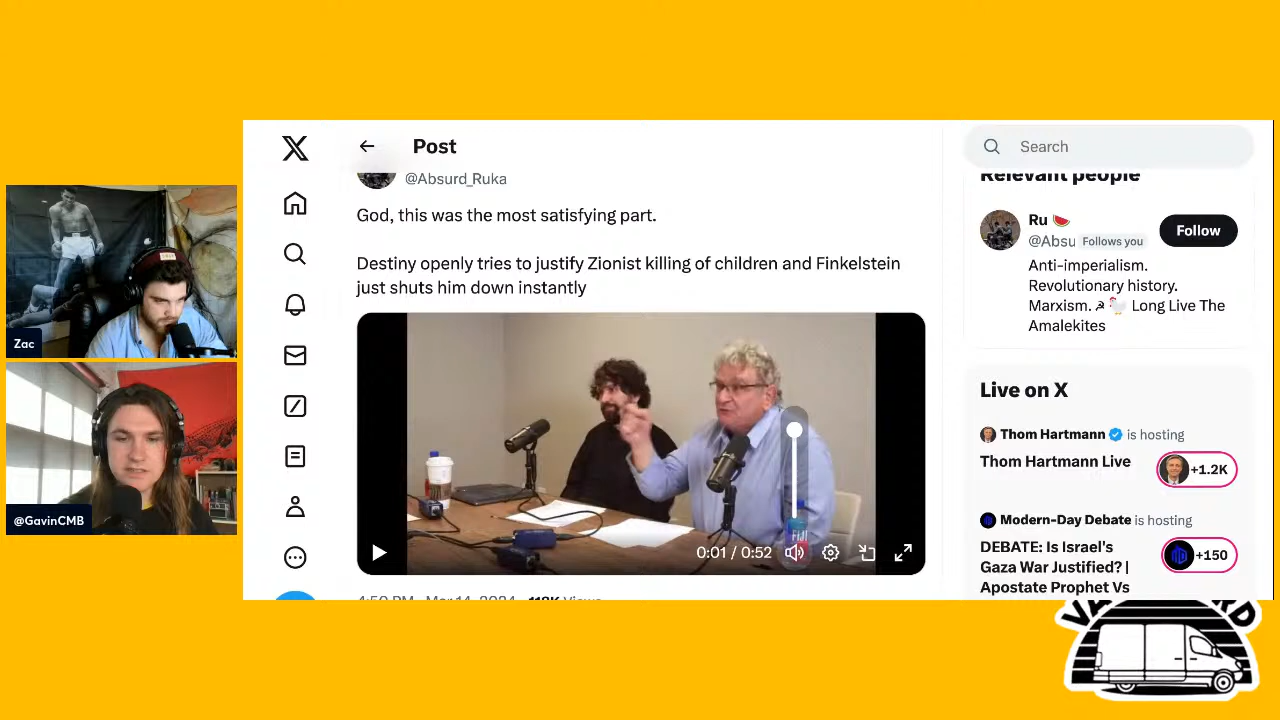 Post
@Absurd_Ruka
God, this was the most satisfying part.
Destiny openly tries to justify Zionist killing of children and Finkelstein
just shuts him down instantly
FIJI
0:01 / 0:52
Search
Relevant people
Ru
@Absu Follows you
Follow
Anti-imperialism.
Revolutionary history.
Marxism. ☭ Long Live The
Amalekites
Live on X
Thom Hartmann is hosting
Thom Hartmann Live
+1.2K
Modern-Day Debate is hosting
DEBATE: Is Israel's
Gaza War Justified? |
Apostate Prophet Vs
+150
Zac
@GavinCMB